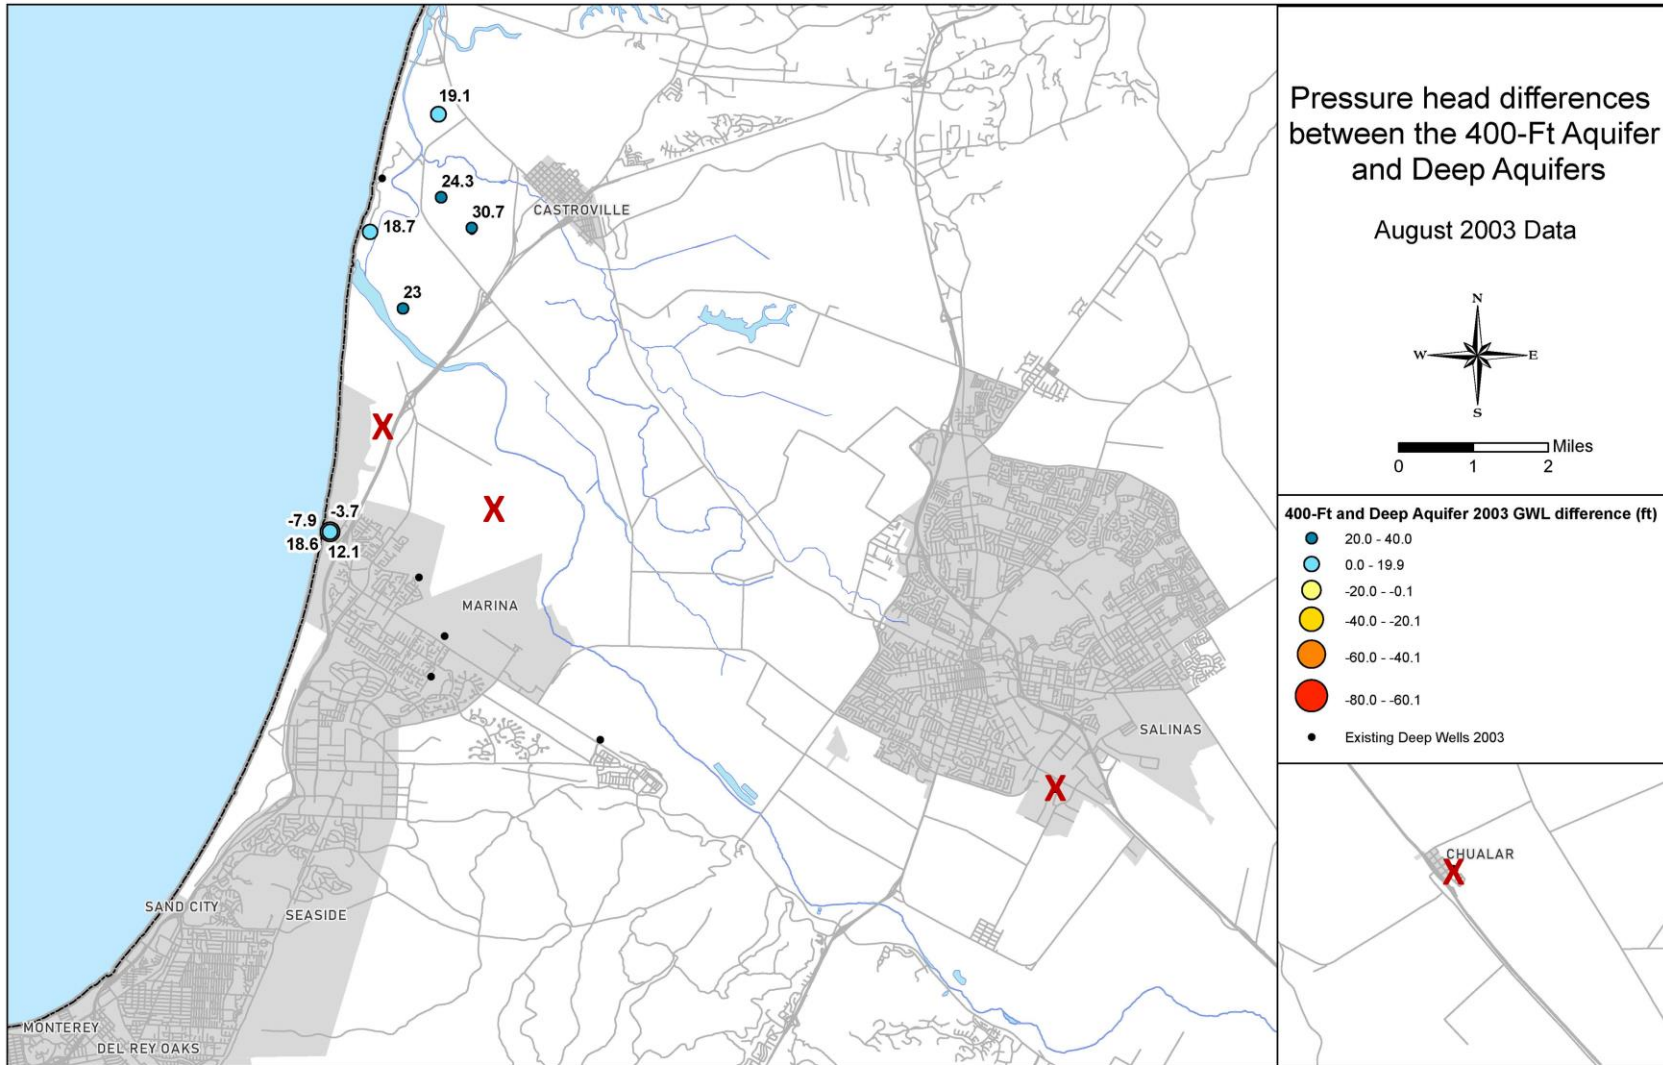 Pressure head differences
between the 400-Ft Aquifer
and Deep Aquifers
August 2003 Data
N
W
E
S
Miles
0
1
2
400-Ft and Deep Aquifer 2003 GWL difference (ft)
20.0 - 40.0
0.0 - 19.9
-20.0 - -0.1
-40.0 - -20.1
-60.0 - -40.1
-80.0 - -60.1
Existing Deep Wells 2003
19.1
24.3
30.7
18.7
23
CASTROVILLE
X
X
-7.9
-3.7
18.6
12.1
MARINA
SALINAS
X
SAND CITY
SEASIDE
MONTEREY
DEL REY OAKS
CHUALAR
X